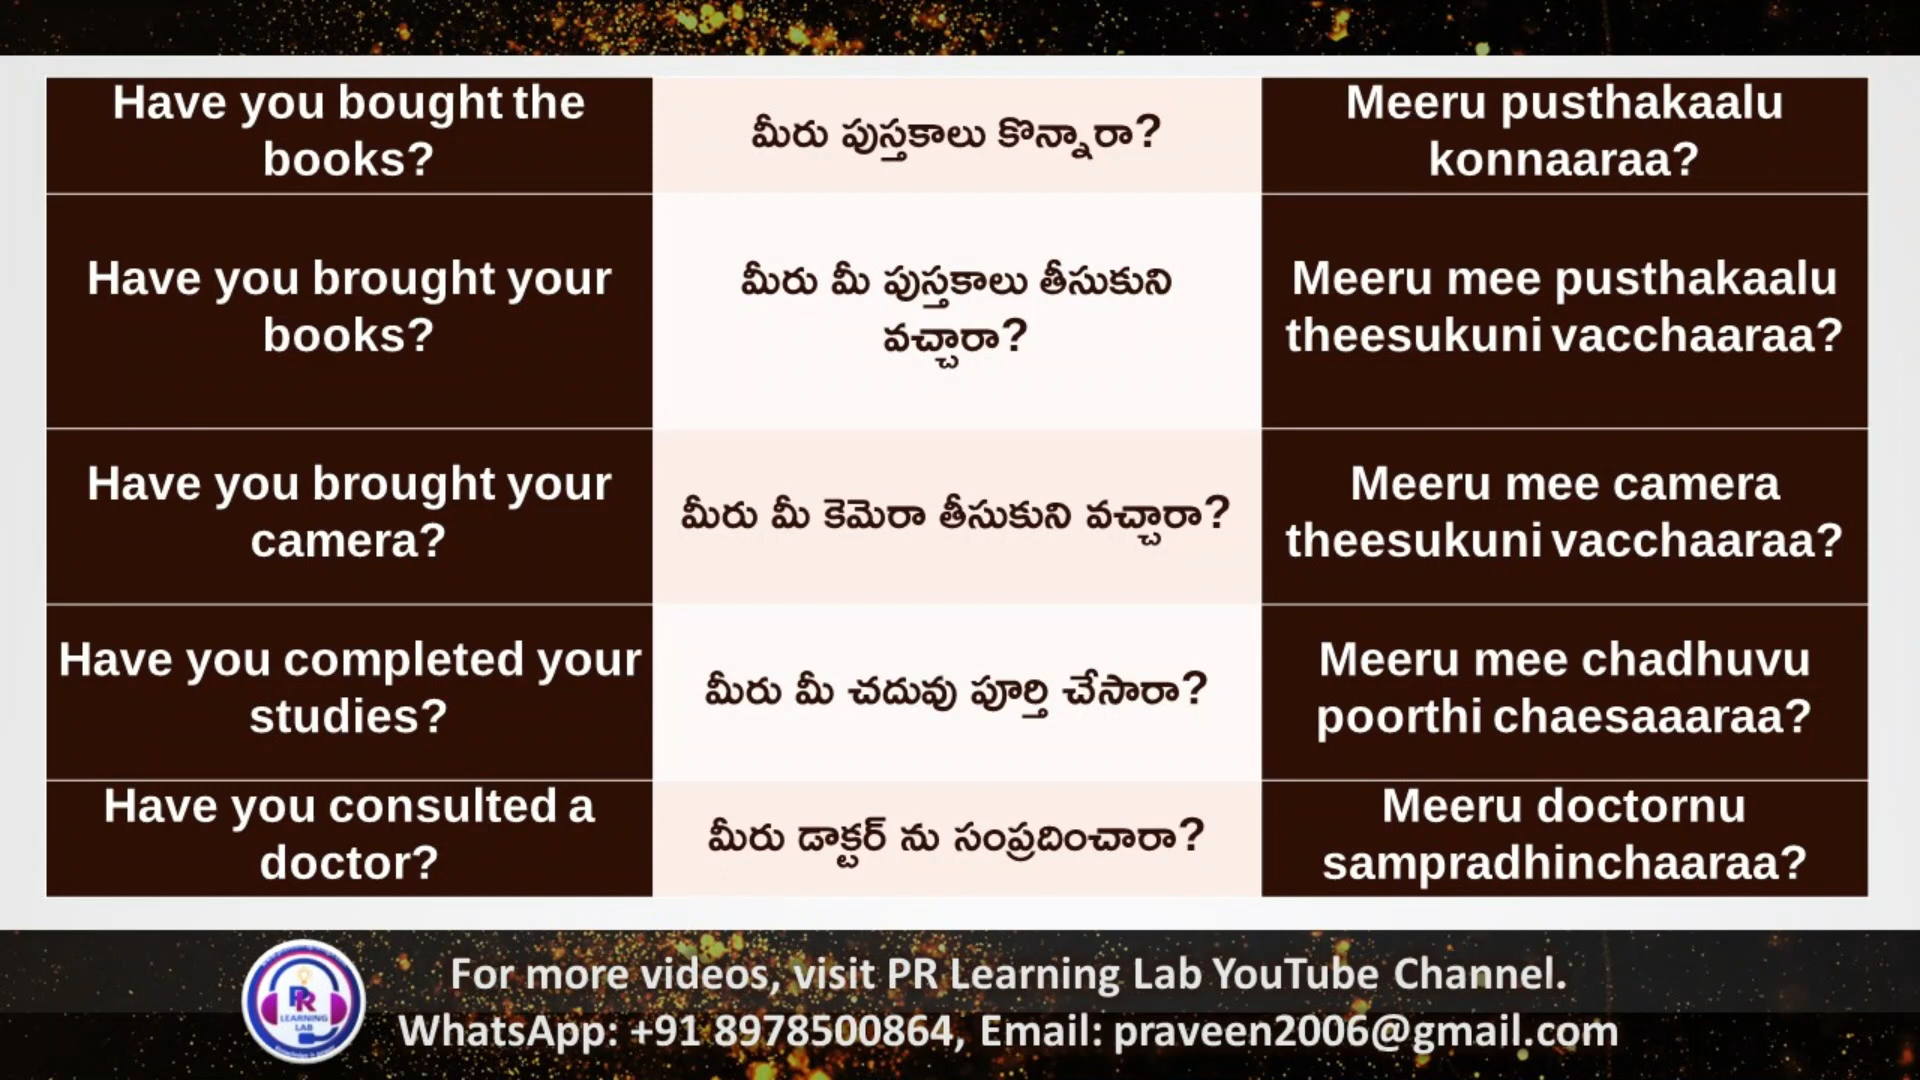 Have you bought the
books?
మీరు పుస్తకాలు కొన్నారా?
Meeru pusthakaalu
konnaaraa?
Have you brought your
books?
మీరు మీ పుస్తకాలు తీసుకుని
వచ్చారా?
Meeru mee pusthakaalu
theesukuni vacchaaraa?
Have you brought your
camera?
మీరు మీ కెమెరా తీసుకుని వచ్చారా?
Meeru mee camera
theesukuni vacchaaraa?
Have you completed your
studies?
మీరు మీ చదువు పూర్తి చేసారా?
Meeru mee chadhuvu
poorthi chaesaaaraa?
Have you consulted a
doctor?
మీరు డాక్టర్ ను సంప్రదించారా?
Meeru doctornu
sampradhinchaaraa?
PR
LEARNING
LAB
For more videos, visit PR Learning Lab YouTube Channel.
WhatsApp: +91 8978500864, Email: praveen2006@gmail.com